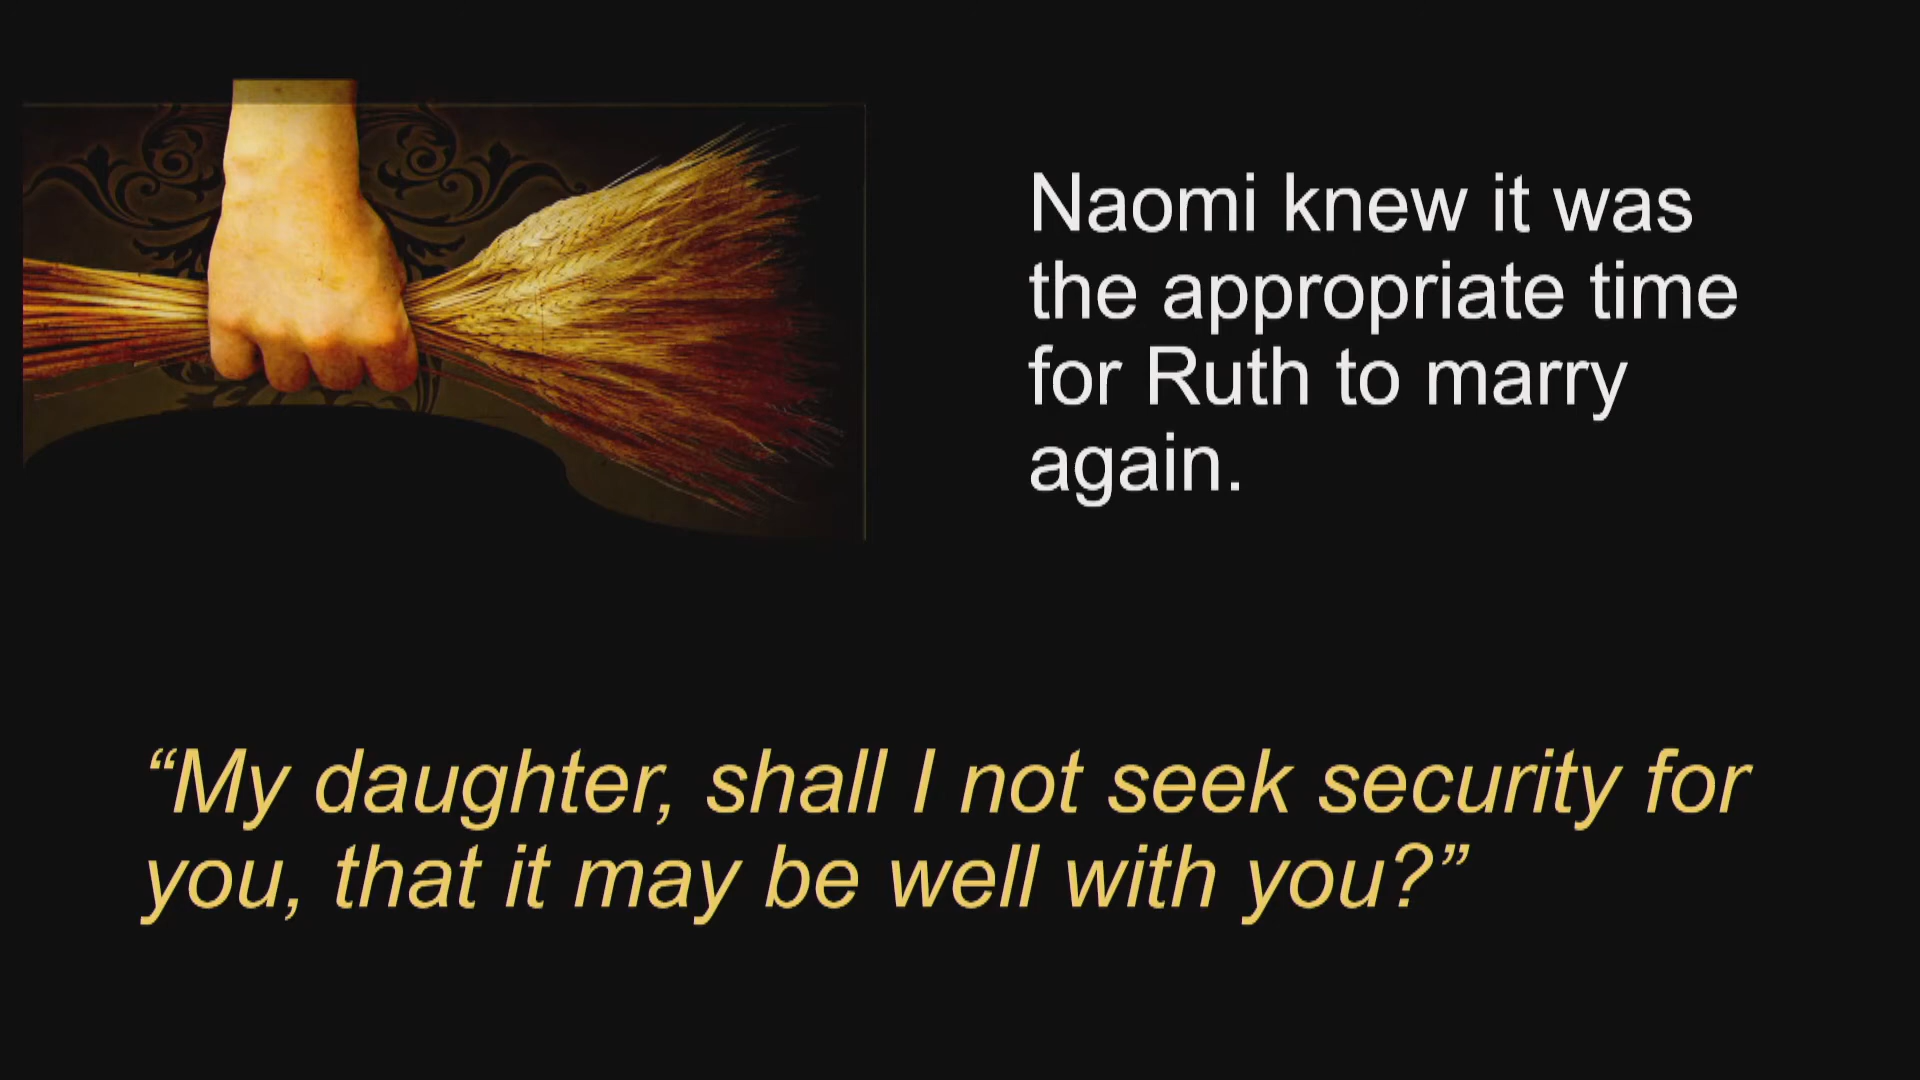 Naomi knew it was
the appropriate time
for Ruth to marry
again.
“My daughter, shall I not seek security for
you, that it may be well with you?”